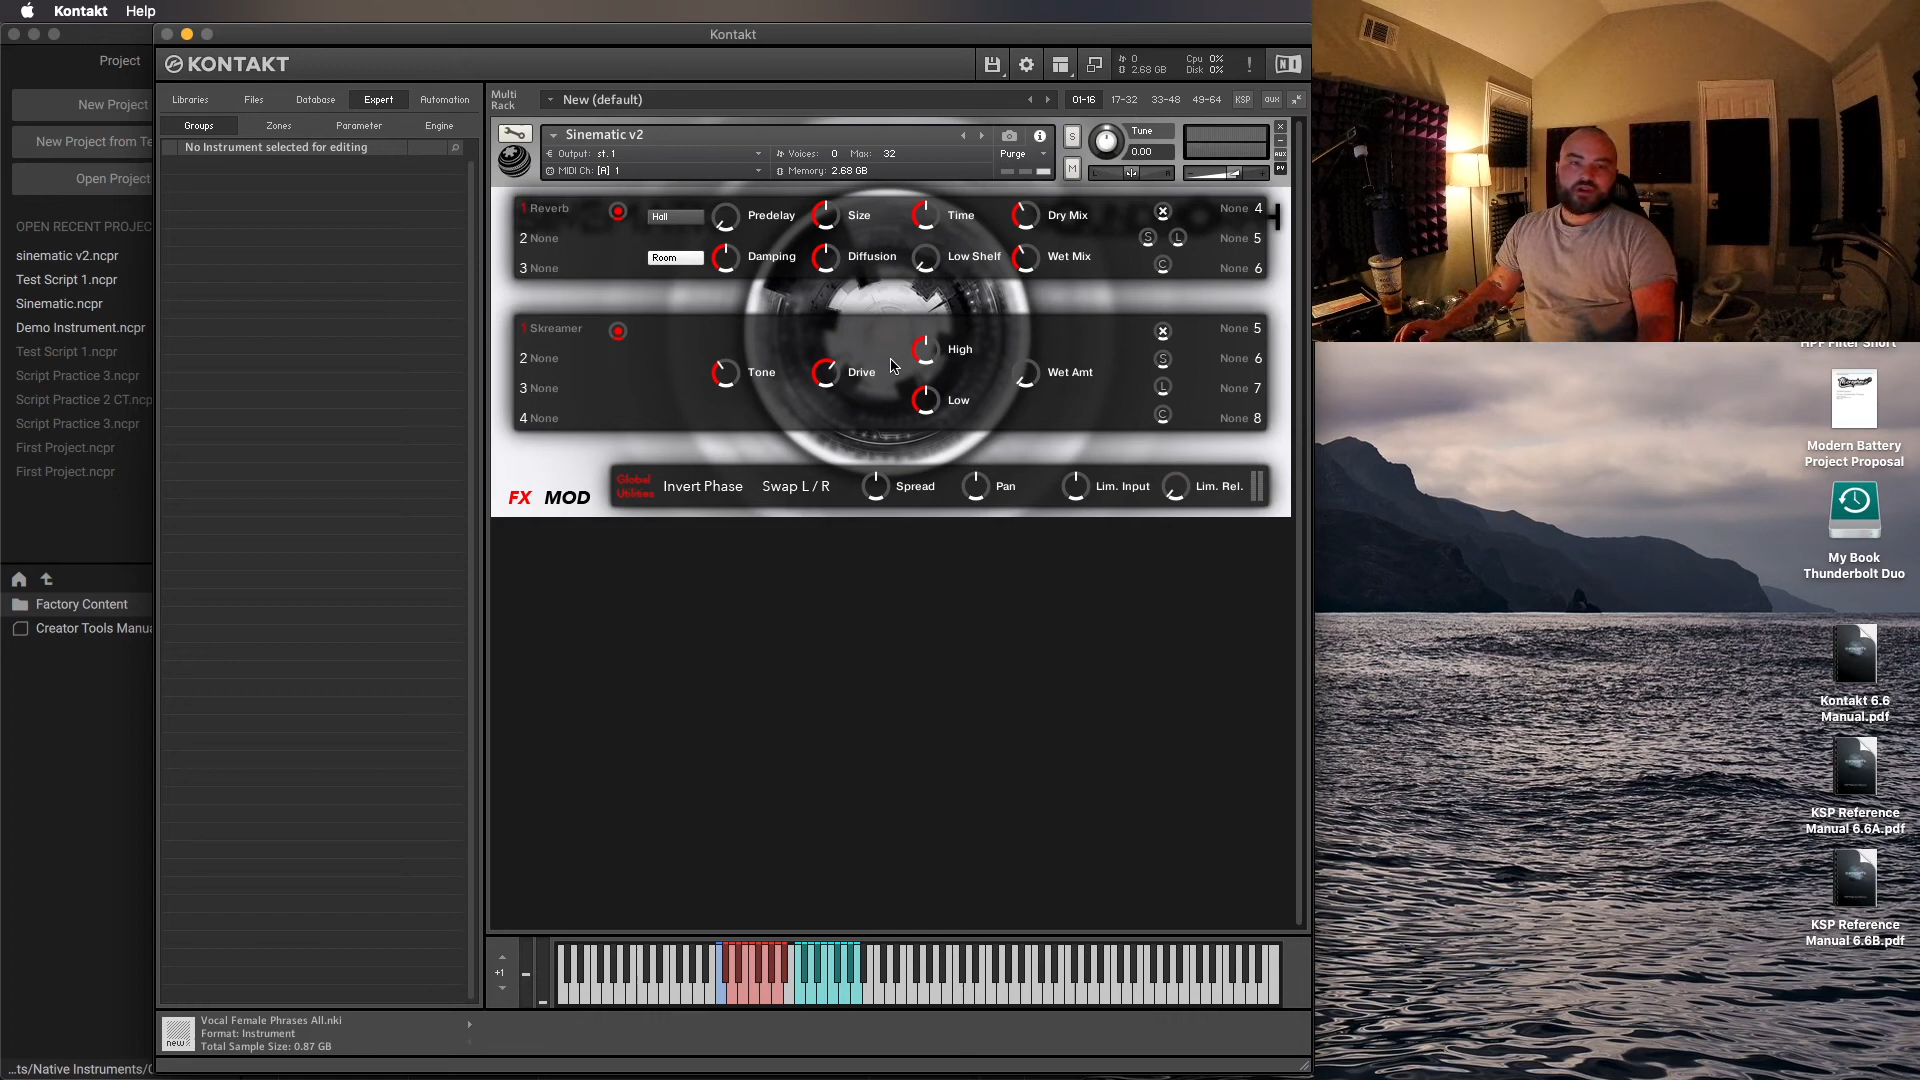 Kontakt Help
Kontakt
Project
New Project
New Project from Te
Open Project
OPEN RECENT PROJEC
sinematic v2.ncpr
Test Script 1.ncpr
Sinematic.ncpr
Demo Instrument.ncpr
Test Script 1.ncpr
Script Practice 3.ncpr
Script Practice 2 CT.ncp
Script Practice 3.ncpr
First Project.ncpr
First Project.ncpr
Factory Content
Creator Tools Manua
...ts/Native Instruments/C
KONTAKT
0
2.68 GB
Cpu 0%
Disk 0%
!
NI
Libraries Files Database Expert Automation
Groups Zones Parameter Engine
No Instrument selected for editing
Multi
Rack
New (default)
01-16 17-32 33-48 49-64 KSP aux
Sinematic v2
Output: st.1 Voices: 0 Max: 32 Purge
MIDI Ch: [A] 1 Memory: 2.68 GB
S
M
Tune
0.00
L R
AUX
PV
1 Reverb
2 None
3 None
Hall Predelay Size Time Dry Mix
Room Damping Diffusion Low Shelf Wet Mix
S L
C
None 4
None 5
None 6
1 Skreamer
2 None
3 None
4 None
Tone Drive High Low Wet Amt
S
L
C
None 5
None 6
None 7
None 8
FX MOD
Global
Utilities
Invert Phase Swap L / R Spread Pan Lim. Input Lim. Rel.
+1
new
Vocal Female Phrases All.nki
Format: Instrument
Total Sample Size: 0.87 GB
HPF Filter Short
Modern Battery
Project Proposal
My Book
Thunderbolt Duo
Kontakt 6.6
Manual.pdf
KSP Reference
Manual 6.6A.pdf
KSP Reference
Manual 6.6B.pdf